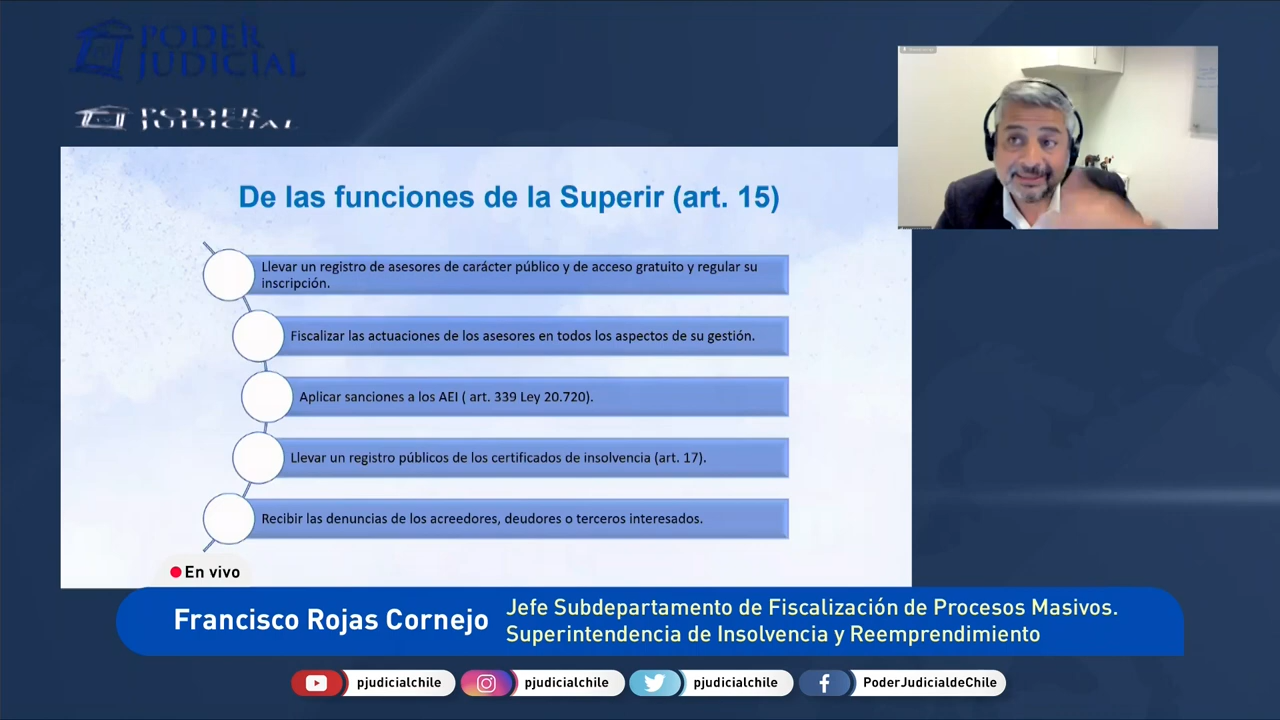 PODER
JUDICIAL
PODER
JUDICIAL
De las funciones de la Superir (art. 15)
Llevar un registro de asesores de carácter público y de acceso gratuito y regular su
inscripción.
Fiscalizar las actuaciones de los asesores en todos los aspectos de su gestión.
Aplicar sanciones a los AEI ( art. 339 Ley 20.720).
Llevar un registro públicos de los certificados de insolvencia (art. 17).
Recibir las denuncias de los acreedores, deudores o terceros interesados.
En vivo
Francisco Rojas Cornejo
Jefe Subdepartamento de Fiscalización de Procesos Masivos.
Superintendencia de Insolvencia y Reemprendimiento
pjudicialchile
pjudicialchile
pjudicialchile
PoderJudicialdeChile